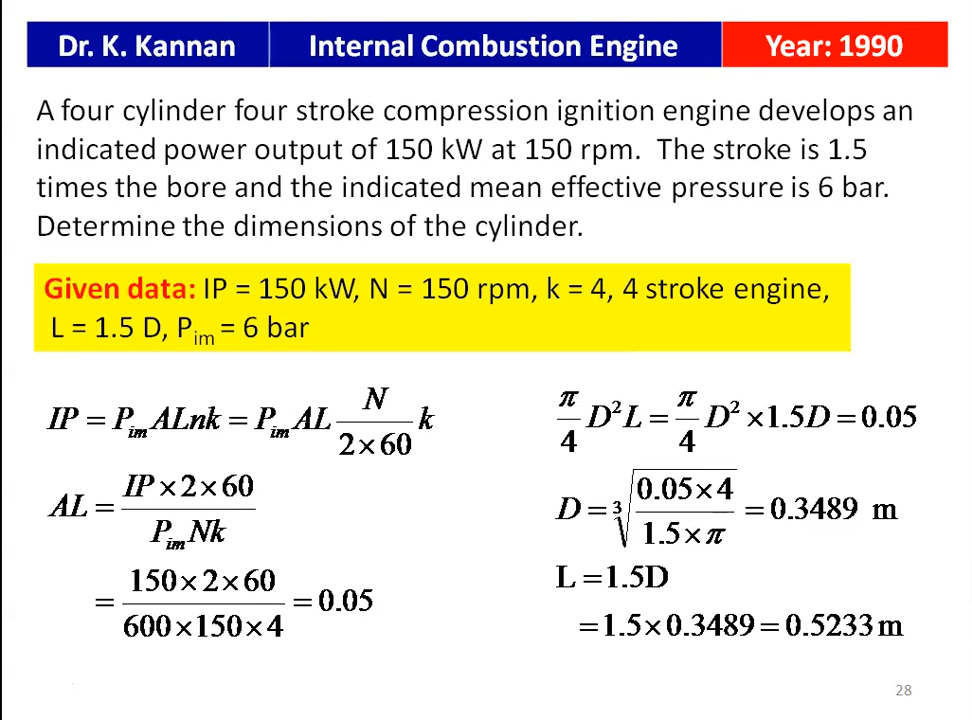 Dr. K. Kannan Internal Combustion Engine Year: 1990
A four cylinder four stroke compression ignition engine develops an
indicated power output of 150 kW at 150 rpm. The stroke is 1.5
times the bore and the indicated mean effective pressure is 6 bar.
Determine the dimensions of the cylinder.
Given data: IP = 150 kW, N = 150 rpm, k = 4, 4 stroke engine,
L = 1.5 D, P_im = 6 bar
IP = P_im ALnk = P_im AL N/(2×60) k
AL = (IP×2×60)/(P_im Nk)
= (150×2×60)/(600×150×4) = 0.05
π/4 D²L = π/4 D²×1.5D = 0.05
D = ∛((0.05×4)/(1.5×π)) = 0.3489 m
L = 1.5D
= 1.5×0.3489 = 0.5233 m
28